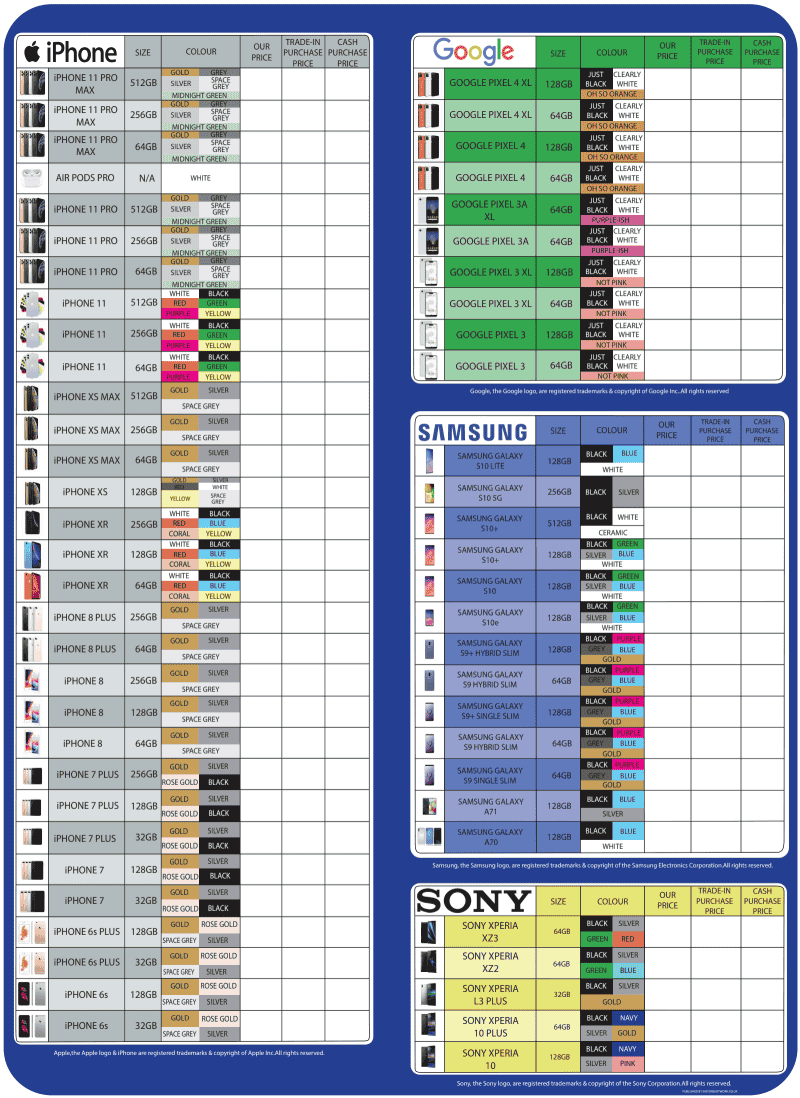 iPhone SIZE COLOUR OUR PRICE TRADE-IN PURCHASE PRICE CASH PURCHASE PRICE
iPHONE 11 PRO MAX 512GB GOLD GREY SILVER SPACE GREY MIDNIGHT GREEN
iPHONE 11 PRO MAX 256GB GOLD GREY SILVER SPACE GREY MIDNIGHT GREEN
iPHONE 11 PRO MAX 64GB GOLD GREY SILVER SPACE GREY MIDNIGHT GREEN
AIR PODS PRO N/A WHITE
iPHONE 11 PRO 512GB GOLD GREY SILVER SPACE GREY MIDNIGHT GREEN
iPHONE 11 PRO 256GB GOLD GREY SILVER SPACE GREY MIDNIGHT GREEN
iPHONE 11 PRO 64GB GOLD GREY SILVER SPACE GREY MIDNIGHT GREEN
iPHONE 11 512GB WHITE BLACK RED GREEN PURPLE YELLOW
iPHONE 11 256GB WHITE BLACK RED GREEN PURPLE YELLOW
iPHONE 11 64GB WHITE BLACK RED GREEN PURPLE YELLOW
iPHONE XS MAX 512GB GOLD SILVER SPACE GREY
iPHONE XS MAX 256GB GOLD SILVER SPACE GREY
iPHONE XS MAX 64GB GOLD SILVER SPACE GREY
iPHONE XS 128GB GOLD SILVER RED WHITE YELLOW SPACE GREY
iPHONE XR 256GB WHITE BLACK RED BLUE CORAL YELLOW
iPHONE XR 128GB WHITE BLACK RED BLUE CORAL YELLOW
iPHONE XR 64GB WHITE BLACK RED BLUE CORAL YELLOW
iPHONE 8 PLUS 256GB GOLD SILVER SPACE GREY
iPHONE 8 PLUS 64GB GOLD SILVER SPACE GREY
iPHONE 8 256GB GOLD SILVER SPACE GREY
iPHONE 8 128GB GOLD SILVER SPACE GREY
iPHONE 8 64GB GOLD SILVER SPACE GREY
iPHONE 7 PLUS 256GB GOLD SILVER ROSE GOLD BLACK
iPHONE 7 PLUS 128GB GOLD SILVER ROSE GOLD BLACK
iPHONE 7 PLUS 32GB GOLD SILVER ROSE GOLD BLACK
iPHONE 7 128GB GOLD SILVER ROSE GOLD BLACK
iPHONE 7 32GB GOLD SILVER ROSE GOLD BLACK
iPHONE 6s PLUS 128GB GOLD ROSE GOLD SPACE GREY SILVER
iPHONE 6s PLUS 32GB GOLD ROSE GOLD SPACE GREY SILVER
iPHONE 6s 128GB GOLD ROSE GOLD SPACE GREY SILVER
iPHONE 6s 32GB GOLD ROSE GOLD SPACE GREY SILVER
Apple,the Apple logo & iPhone are registered trademarks & copyright of Apple Inc.All rights reserved.
Google SIZE COLOUR OUR PRICE TRADE-IN PURCHASE PRICE CASH PURCHASE PRICE
GOOGLE PIXEL 4 XL 128GB JUST BLACK CLEARLY WHITE OH SO ORANGE
GOOGLE PIXEL 4 XL 64GB JUST BLACK CLEARLY WHITE OH SO ORANGE
GOOGLE PIXEL 4 128GB JUST BLACK CLEARLY WHITE OH SO ORANGE
GOOGLE PIXEL 4 64GB JUST BLACK CLEARLY WHITE OH SO ORANGE
GOOGLE PIXEL 3A XL 64GB JUST BLACK CLEARLY WHITE PURPLE-ISH
GOOGLE PIXEL 3A 64GB JUST BLACK CLEARLY WHITE PURPLE ISH
GOOGLE PIXEL 3 XL 128GB JUST BLACK CLEARLY WHITE NOT PINK
GOOGLE PIXEL 3 XL 64GB JUST BLACK CLEARLY WHITE NOT PINK
GOOGLE PIXEL 3 128GB JUST BLACK CLEARLY WHITE NOT PINK
GOOGLE PIXEL 3 64GB JUST BLACK CLEARLY WHITE NOT PINK
Google, the Google logo, are registered trademarks & copyright of Google Inc.All rights reserved
SAMSUNG SIZE COLOUR OUR PRICE TRADE-IN PURCHASE PRICE CASH PURCHASE PRICE
SAMSUNG GALAXY S10 LITE 128GB BLACK BLUE WHITE
SAMSUNG GALAXY S10 5G 256GB BLACK SILVER
SAMSUNG GALAXY S10+ 512GB BLACK WHITE CERAMIC
SAMSUNG GALAXY S10+ 128GB BLACK GREEN SILVER BLUE WHITE
SAMSUNG GALAXY S10 128GB BLACK GREEN SILVER BLUE WHITE
SAMSUNG GALAXY S10e 128GB BLACK GREEN SILVER BLUE WHITE
SAMSUNG GALAXY S9+ HYBRID SLIM 128GB BLACK PURPLE GREY BLUE GOLD
SAMSUNG GALAXY S9 HYBRID SLIM 64GB BLACK PURPLE GREY BLUE GOLD
SAMSUNG GALAXY S9+ SINGLE SLIM 128GB BLACK PURPLE GREY BLUE GOLD
SAMSUNG GALAXY S9 HYBRID SLIM 64GB BLACK PURPLE GREY BLUE GOLD
SAMSUNG GALAXY S9 SINGLE SLIM 64GB BLACK PURPLE GREY BLUE GOLD
SAMSUNG GALAXY A71 128GB BLACK BLUE SILVER
SAMSUNG GALAXY A70 128GB BLACK BLUE WHITE
Samsung, the Samsung logo, are registered trademarks & copyright of the Samsung Electronics Corporation.All rights reserved.
SONY SIZE COLOUR OUR PRICE TRADE-IN PURCHASE PRICE CASH PURCHASE PRICE
SONY XPERIA XZ3 64GB BLACK SILVER GREEN RED
SONY XPERIA XZ2 64GB BLACK SILVER GREEN BLUE
SONY XPERIA L3 PLUS 32GB BLACK SILVER GOLD
SONY XPERIA 10 PLUS 64GB BLACK NAVY SILVER GOLD
SONY XPERIA 10 128GB BLACK NAVY SILVER PINK
Sony, the Sony logo, are registered trademarks & copyright of the Sony Corporation.All rights reserved.